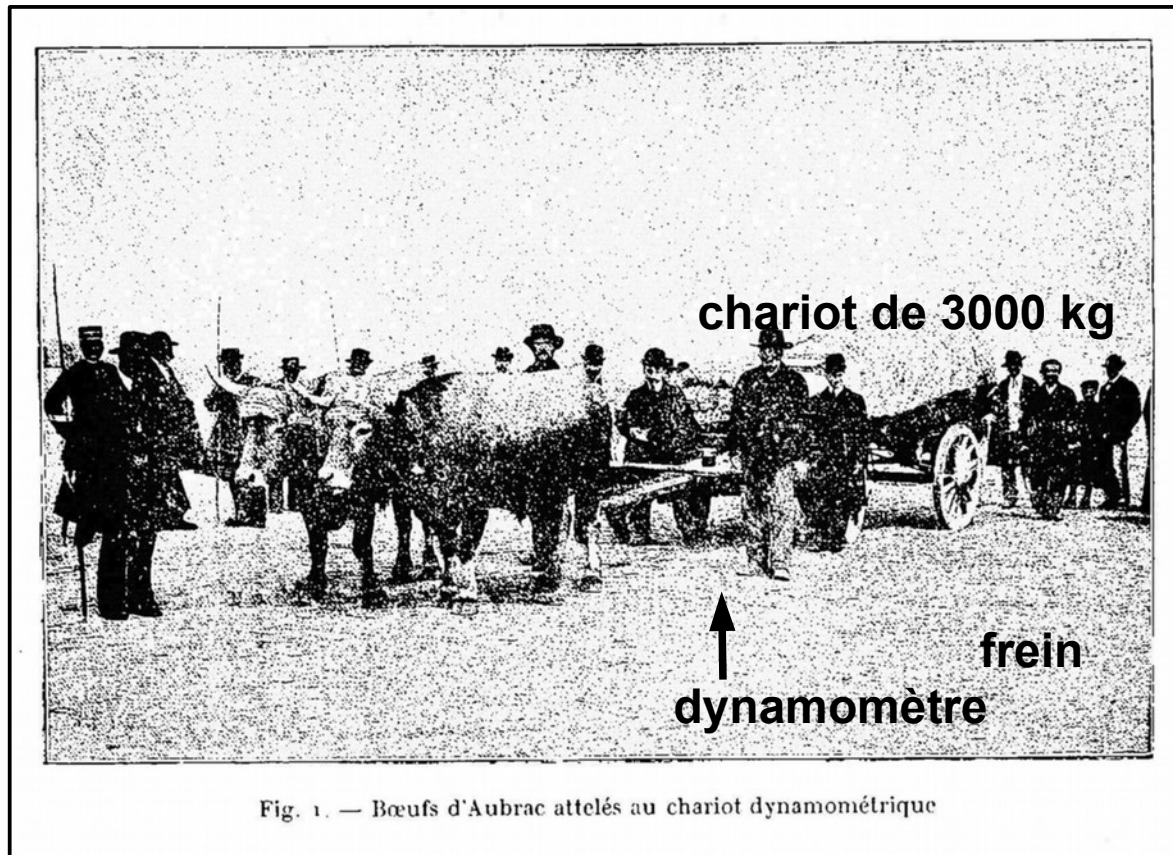 chariot de 3000 kg
frein
dynamomètre
Fig. 1. — Bœufs d'Aubrac attelés au chariot dynamométrique